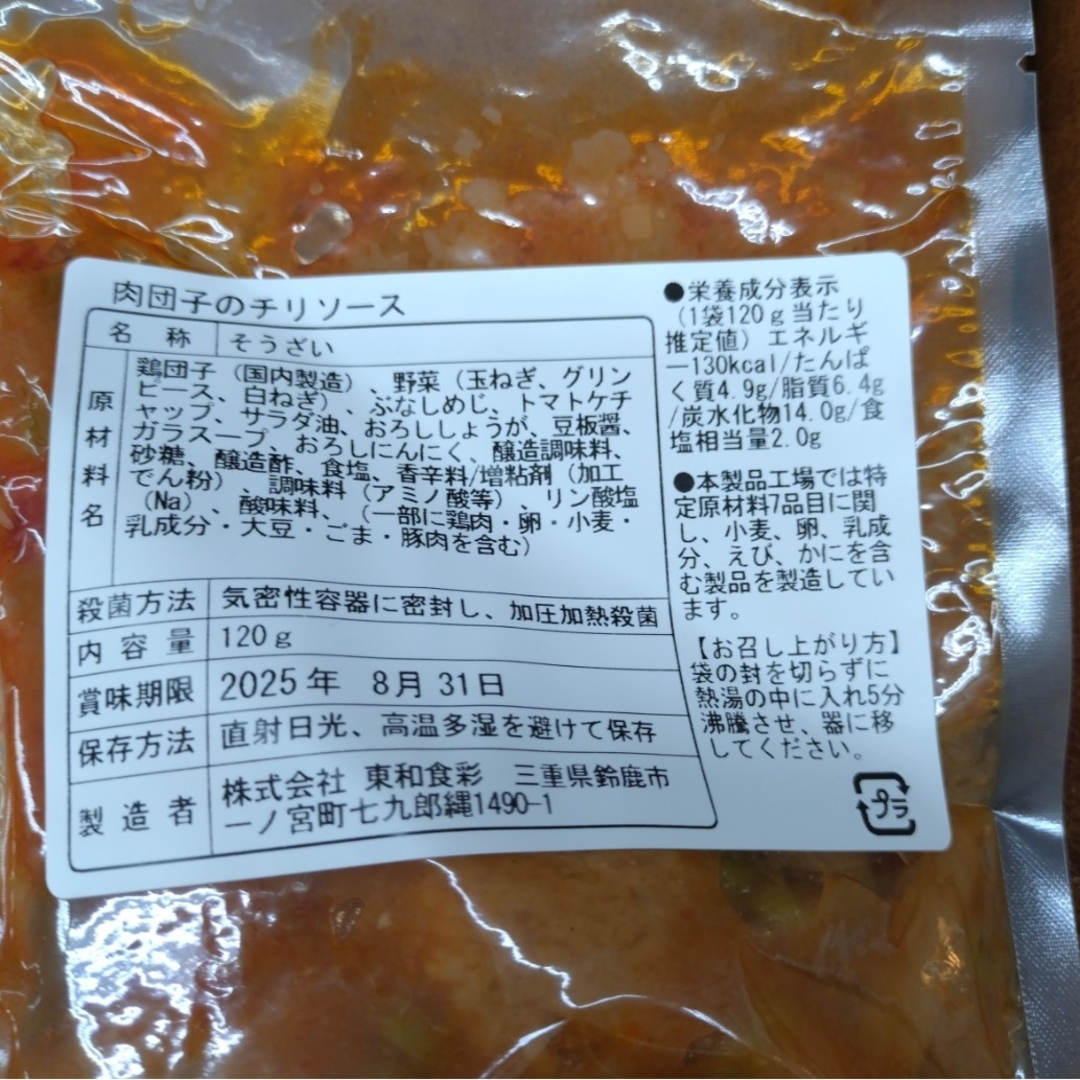 肉団子のチリソース
名称 そうざい
原材料名
鶏団子（国内製造）、野菜（玉ねぎ、グリン
ピース、白ねぎ）、ぶなしめじ、トマトケチ
ャップ、サラダ油、おろししょうが、豆板醤、
ガラスープ、おろしにんにく、醸造調味料、
砂糖、醸造酢、食塩、香辛料/増粘剤（加工
でん粉）、調味料（アミノ酸等）、リン酸塩
（Na）、酸味料、（一部に鶏肉・卵・小麦・
乳成分・大豆・ごま・豚肉を含む）
殺菌方法 気密性容器に密封し、加圧加熱殺菌
内容量 120g
賞味期限 2025年 8月31日
保存方法 直射日光、高温多湿を避けて保存
製造者 株式会社 東和食彩 三重県鈴鹿市
一ノ宮町七九郎縄1490-1
●栄養成分表示
（1袋120g当たり
推定値）エネルギ
ー130kcal/たんぱ
く質4.9g/脂質6.4g
/炭水化物14.0g/食
塩相当量2.0g
●本製品工場では特
定原材料7品目に関
し、小麦、卵、乳成
分、えび、かにを含
む製品を製造してい
ます。
【お召し上がり方】
袋の封を切らずに
熱湯の中に入れ5分
沸騰させ、器に移
してください。
プラ